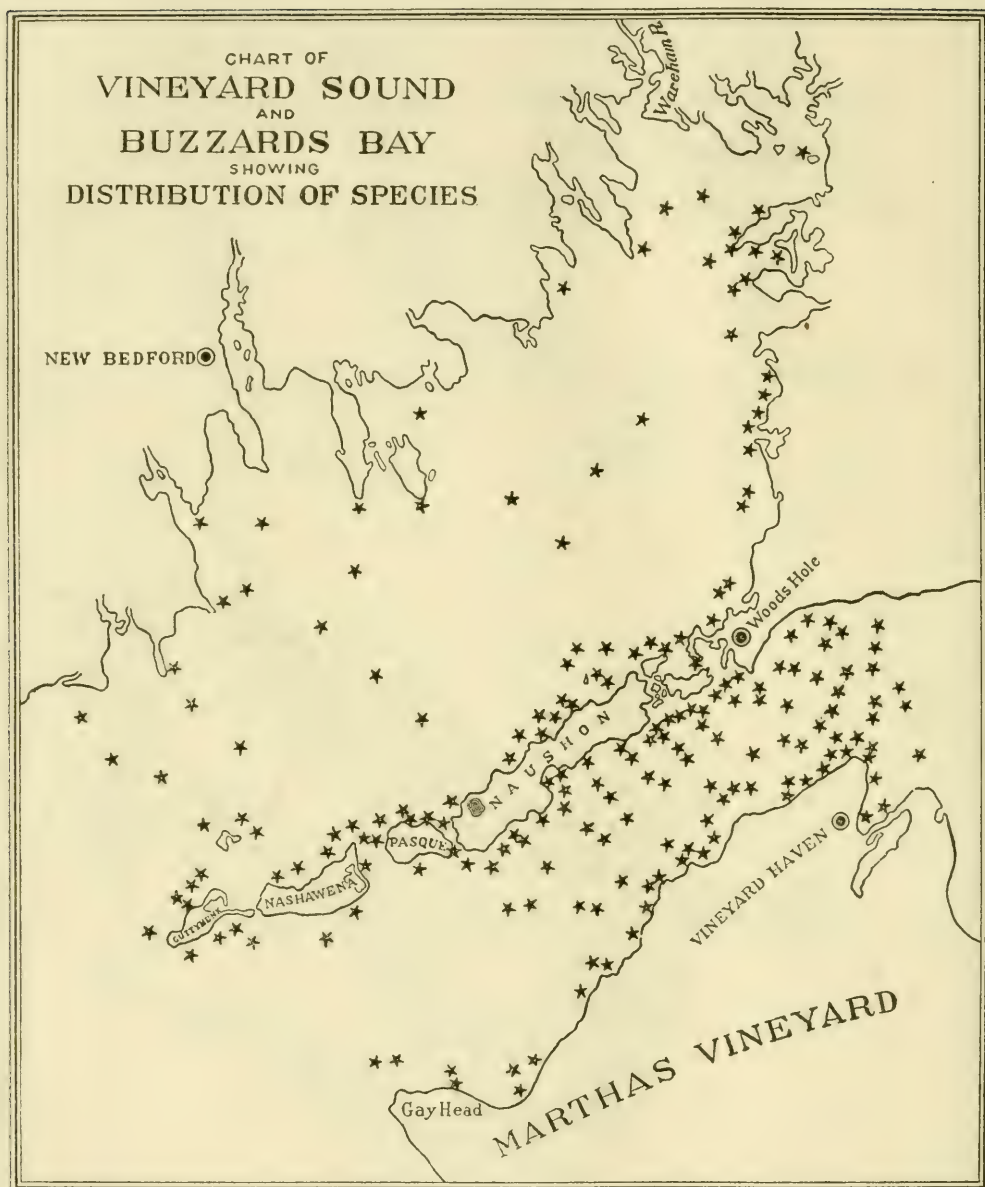 CHART OF
VINEYARD SOUND
AND
BUZZARDS BAY
SHOWING
DISTRIBUTION OF SPECIES
Wareham R.
NEW BEDFORD
Woods Hole
NAUSHON
PASQUE
NASHAWENA
CUTTYHUNK
VINEYARD HAVEN
MARTHAS VINEYARD
Gay Head